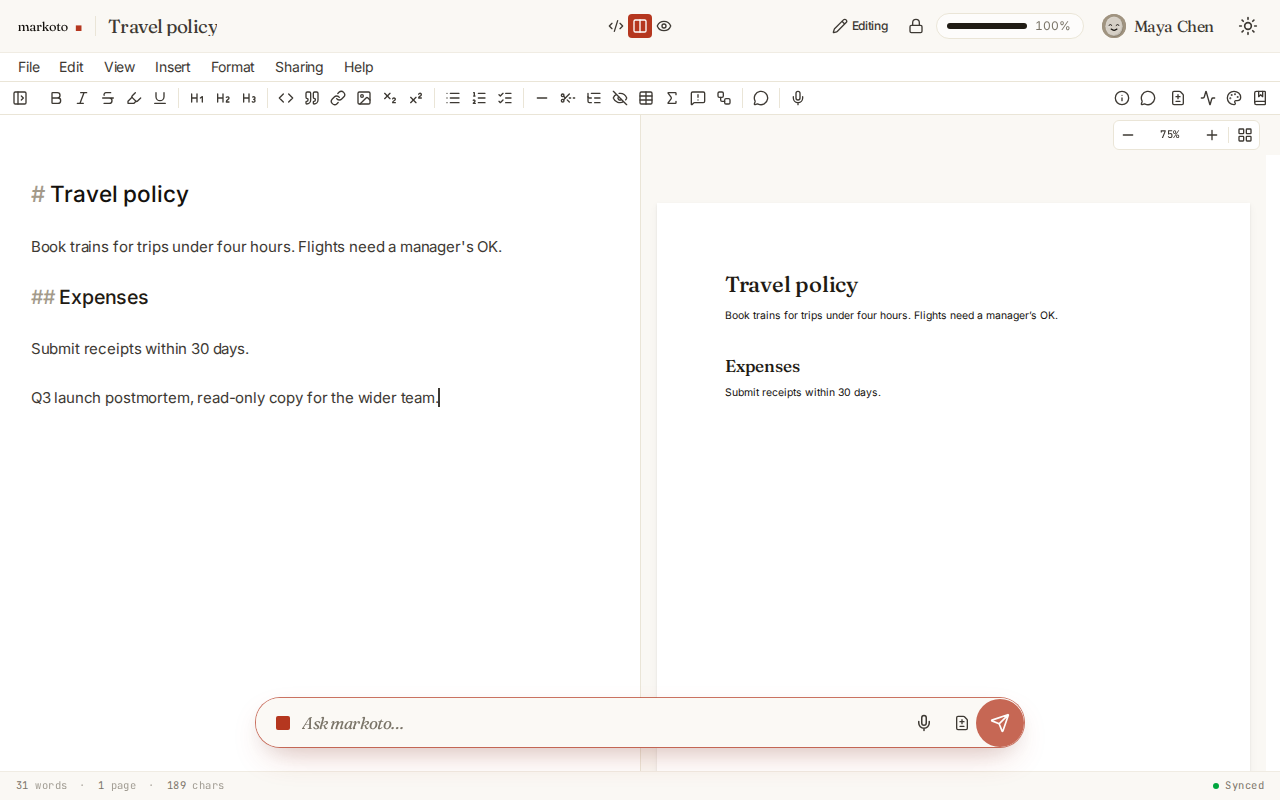 markoto
Travel policy
Editing
100%
Maya Chen
File Edit View Insert Format Sharing Help
H1 H2 H3
75%
# Travel policy
Book trains for trips under four hours. Flights need a manager's OK.
## Expenses
Submit receipts within 30 days.
Q3 launch postmortem, read-only copy for the wider team.
Travel policy
Book trains for trips under four hours. Flights need a manager’s OK.
Expenses
Submit receipts within 30 days.
Ask markoto...
31 words · 1 page · 189 chars
Synced